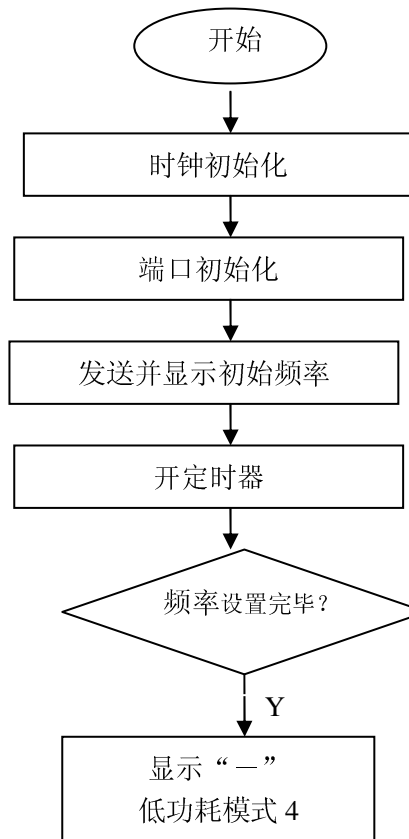 开始
时钟初始化
端口初始化
发送并显示初始频率
开定时器
频率设置完毕？
Y
显示“－”
低功耗模式 4